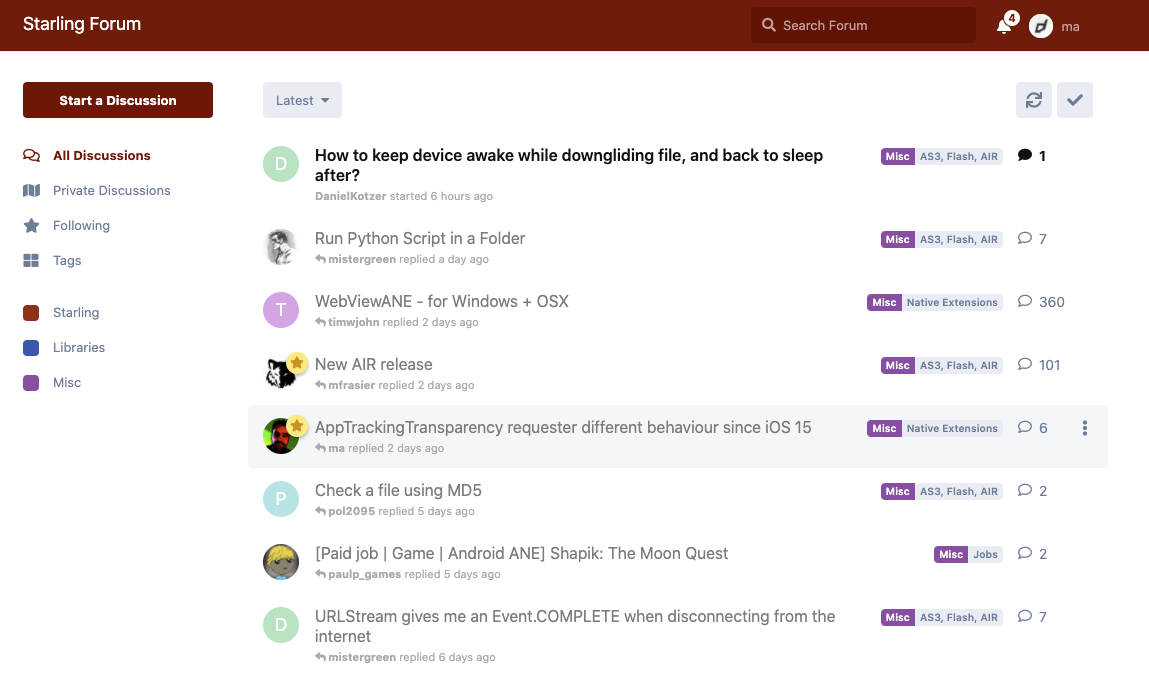 Starling Forum
Search Forum
4
ma
Start a Discussion
Latest
All Discussions
Private Discussions
Following
Tags
Starling
Libraries
Misc
D
How to keep device awake while downgliding file, and back to sleep
after?
DanielKotzer started 6 hours ago
Misc AS3, Flash, AIR
1
Run Python Script in a Folder
mistergreen replied a day ago
Misc AS3, Flash, AIR
7
T
WebViewANE - for Windows + OSX
timwjohn replied 2 days ago
Misc Native Extensions
360
New AIR release
mfrasier replied 2 days ago
Misc AS3, Flash, AIR
101
AppTrackingTransparency requester different behaviour since iOS 15
ma replied 2 days ago
Misc Native Extensions
6
P
Check a file using MD5
pol2095 replied 5 days ago
Misc AS3, Flash, AIR
2
[Paid job | Game | Android ANE] Shapik: The Moon Quest
paulp_games replied 5 days ago
Misc Jobs
2
D
URLStream gives me an Event.COMPLETE when disconnecting from the
internet
mistergreen replied 6 days ago
Misc AS3, Flash, AIR
7